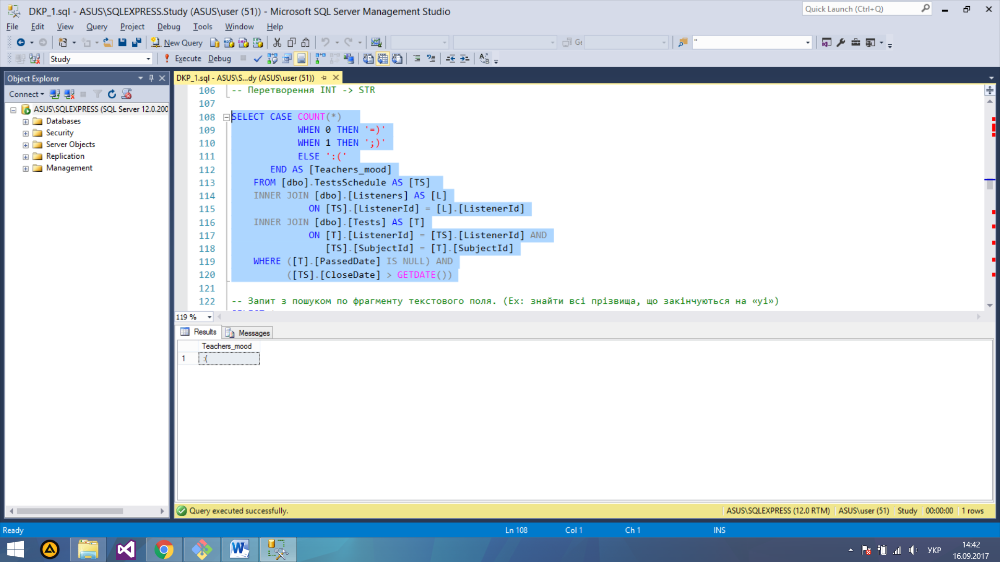 DKP_1.sql - ASUS\SQLEXPRESS.Study (ASUS\user (51)) - Microsoft SQL Server Management Studio
Quick Launch (Ctrl+Q)
File Edit View Query Project Debug Tools Window Help
New Query
"
Study
Execute Debug
Object Explorer
Connect
ASUS\SQLEXPRESS (SQL Server 12.0.200
Databases
Security
Server Objects
Replication
Management
DKP_1.sql - ASUS\S...dy (ASUS\user (51))
106 -- Перетворення INT -> STR
107
108 SELECT CASE COUNT(*)
109 WHEN 0 THEN '=)'
110 WHEN 1 THEN ';)'
111 ELSE ':('
112 END AS [Teachers_mood]
113 FROM [dbo].TestsSchedule AS [TS]
114 INNER JOIN [dbo].[Listeners] AS [L]
115 ON [TS].[ListenerId] = [L].[ListenerId]
116 INNER JOIN [dbo].[Tests] AS [T]
117 ON [T].[ListenerId] = [TS].[ListenerId] AND
118 [TS].[SubjectId] = [T].[SubjectId]
119 WHERE ([T].[PassedDate] IS NULL) AND
120 ([TS].[CloseDate] > GETDATE())
121
122 -- Запит з пошуком по фрагменту текстового поля. (Ex: знайти всі прізвища, що закінчуються на «yi»)
119 %
Results Messages
Teachers_mood
1 :(
Query executed successfully.
ASUS\SQLEXPRESS (12.0 RTM) ASUS\user (51) Study 00:00:00 1 rows
Ready Ln 108 Col 1 Ch 1 INS
УКР
14:42
16.09.2017